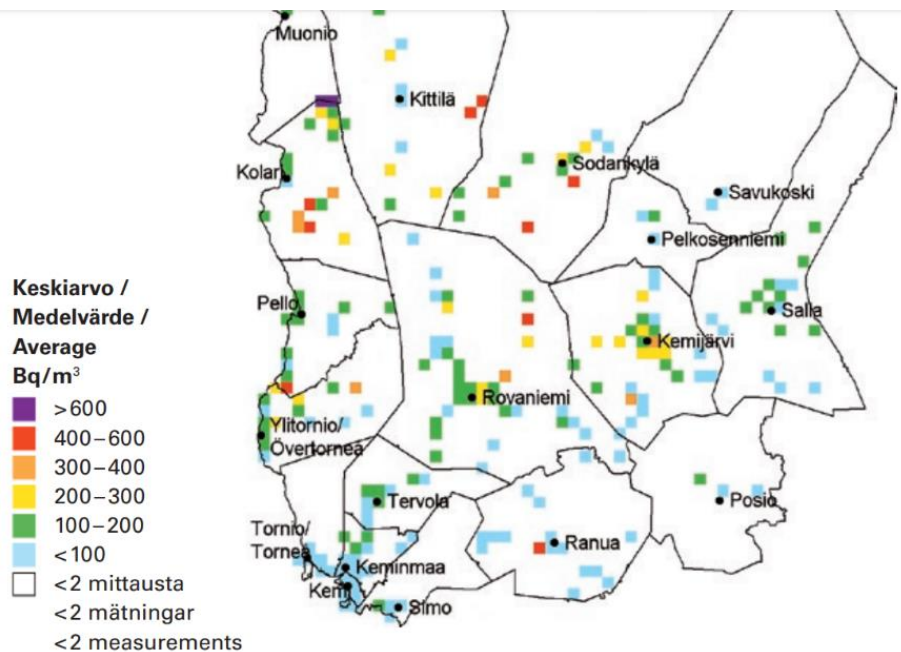 Muonio
Kittilä
Kolari
Sodankylä
Savukoski
Pelkosenniemi
Pello
Salla
Kemijärvi
Rovaniemi
Ylitornio/
Övertorneå
Tervola
Posio
Tornio/
Torneå
Ranua
Keminmaa
Kemi
Simo
Keskiarvo /
Medelvärde /
Average
Bq/m³
>600
400–600
300–400
200–300
100–200
<100
<2 mittausta
<2 mätningar
<2 measurements